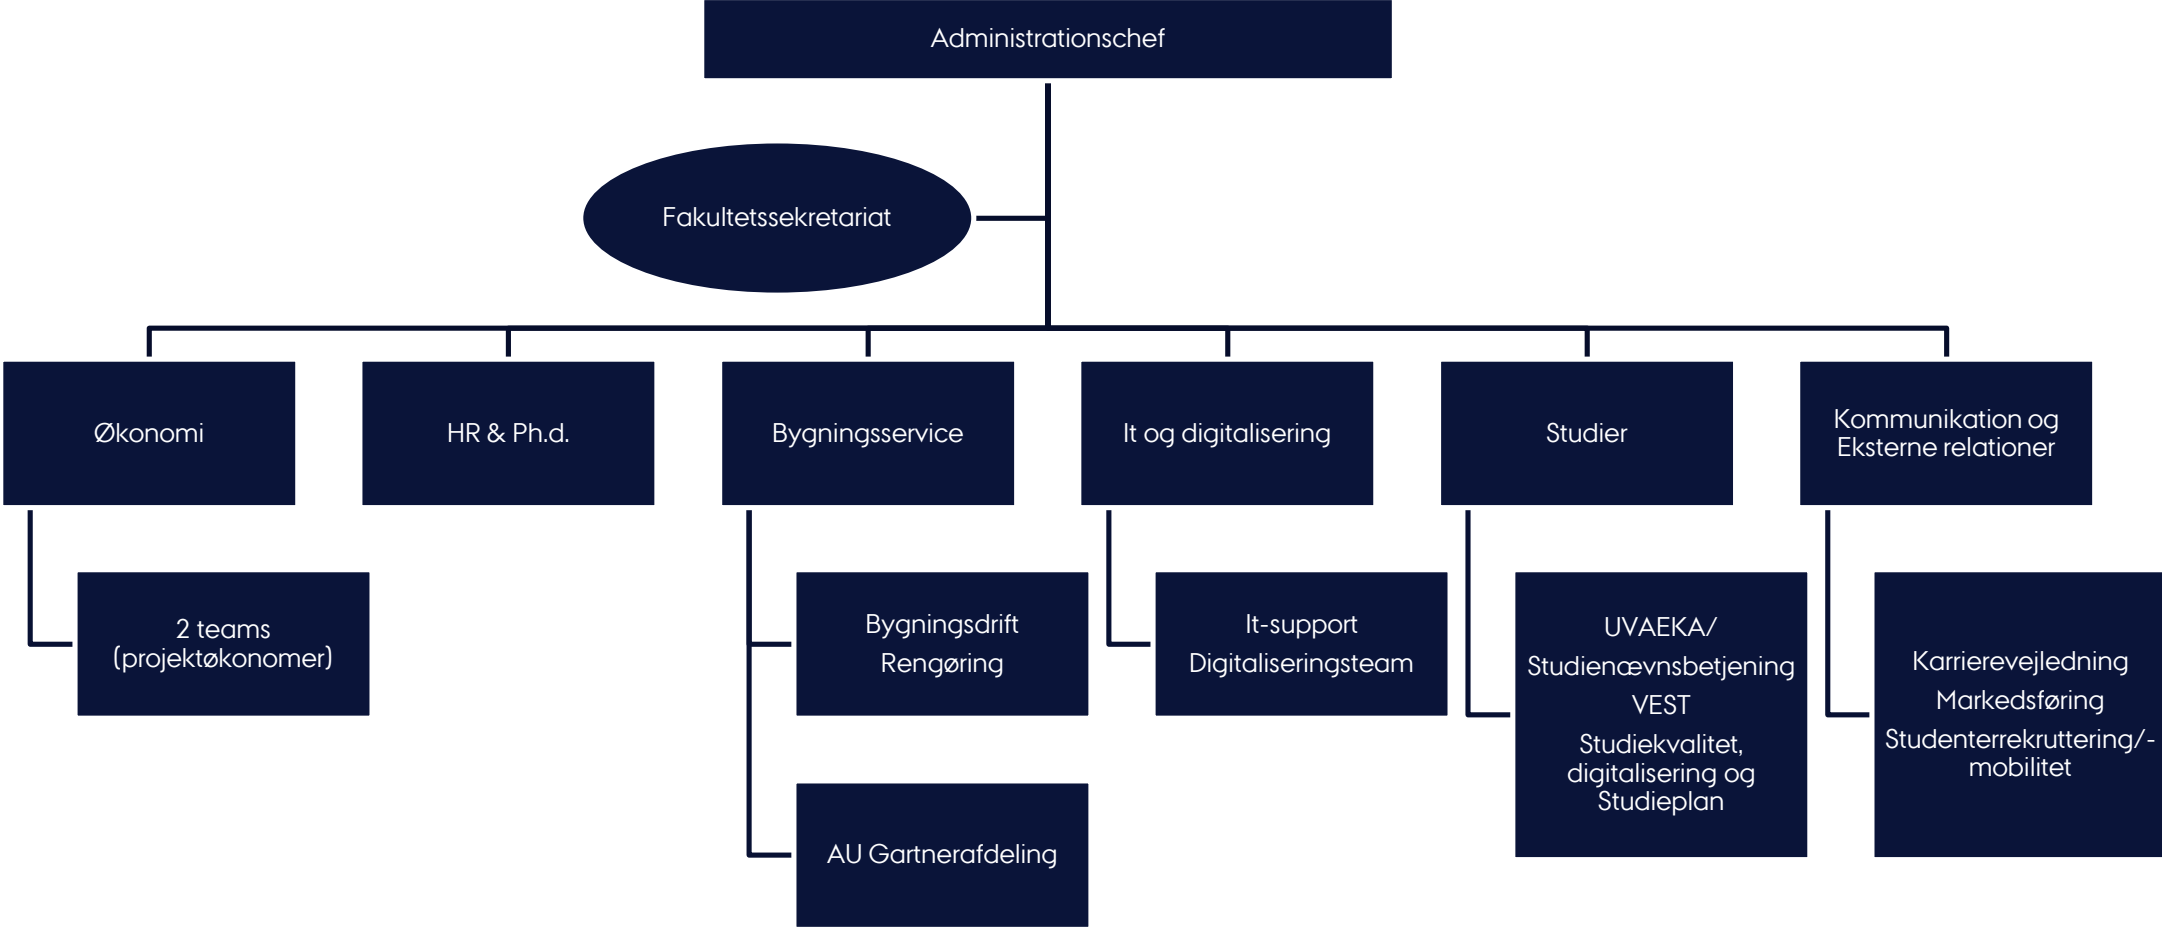 Administrationschef
Fakultetssekretariat
Økonomi
HR & Ph.d.
Bygningsservice
It og digitalisering
Studier
Kommunikation og
Eksterne relationer
2 teams
(projektøkonomer)
Bygningsdrift
Rengøring
AU Gartnerafdeling
It-support
Digitaliseringsteam
UVAEKA/
Studienævnsbetjening
VEST
Studiekvalitet,
digitalisering og
Studieplan
Karrierevejledning
Markedsføring
Studenterrekruttering/-
mobilitet